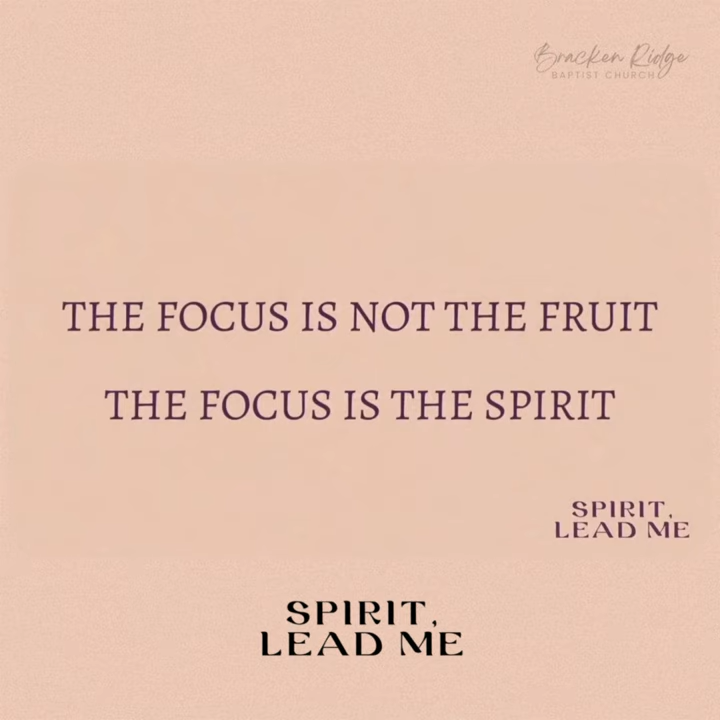 Bracken Ridge
BAPTIST CHURCH
THE FOCUS IS NOT THE FRUIT
THE FOCUS IS THE SPIRIT
SPIRIT,
LEAD ME
SPIRIT,
LEAD ME